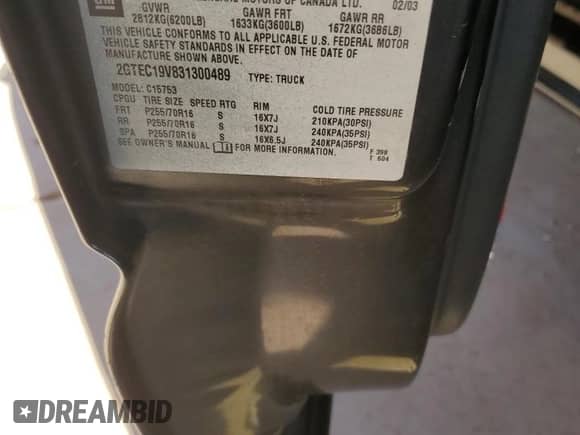 GM MOTORS OF CANADA LTD. 02/03
GVWR GAWR FRT GAWR RR
2812KG(6200LB) 1633KG(3600LB) 1672KG(3686LB)
THIS VEHICLE CONFORMS TO ALL APPLICABLE U.S. FEDERAL MOTOR
VEHICLE SAFETY STANDARDS IN EFFECT ON THE DATE OF
MANUFACTURE SHOWN ABOVE.
2GTEC19V831300489 TYPE: TRUCK
MODEL: C15753
CPGU TIRE SIZE SPEED RTG RIM COLD TIRE PRESSURE
FRT P255/70R16 S 16X7J 210KPA(30PSI)
RR P255/70R16 S 16X7J 240KPA(35PSI)
SPA P255/70R16 S 16X6.5J 240KPA(35PSI)
SEE OWNER'S MANUAL FOR MORE INFORMATION.
F 399
T 604
DREAMBID